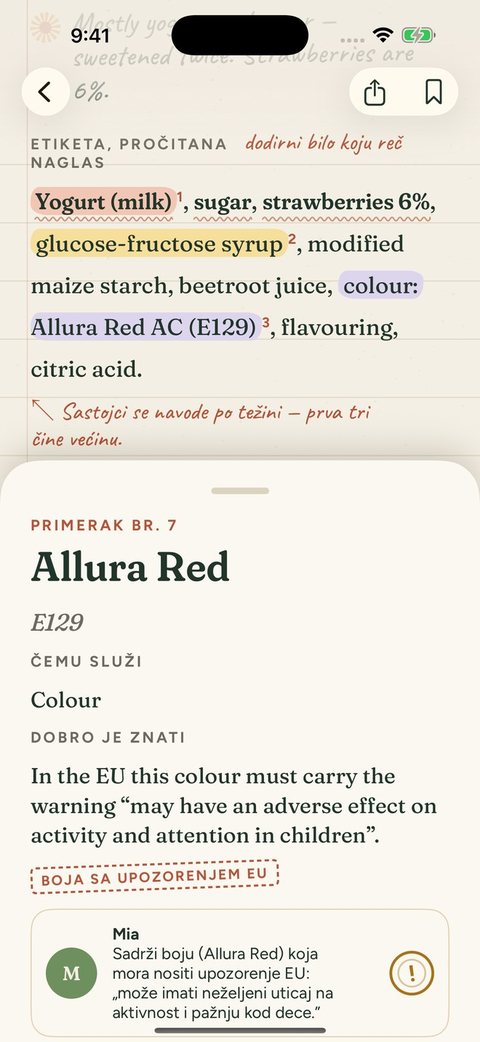 Mostly yog
9:41
sweetened twice. Strawberries are
6%.
ETIKETA, PROČITANA
NAGLAS
dodirni bilo koju reč
Yogurt (milk) 1, sugar, strawberries 6%,
glucose-fructose syrup 2, modified
maize starch, beetroot juice, colour:
Allura Red AC (E129) 3, flavouring,
citric acid.
↖ Sastojci se navode po težini – prva tri
čine većinu.
PRIMERAK BR. 7
Allura Red
E129
ČEMU SLUŽI
Colour
DOBRO JE ZNATI
In the EU this colour must carry the
warning “may have an adverse effect on
activity and attention in children”.
BOJA SA UPOZORENJEM EU
M
Mia
Sadrži boju (Allura Red) koja
mora nositi upozorenje EU:
„može imati neželjeni uticaj na
aktivnost i pažnju kod dece.”
!